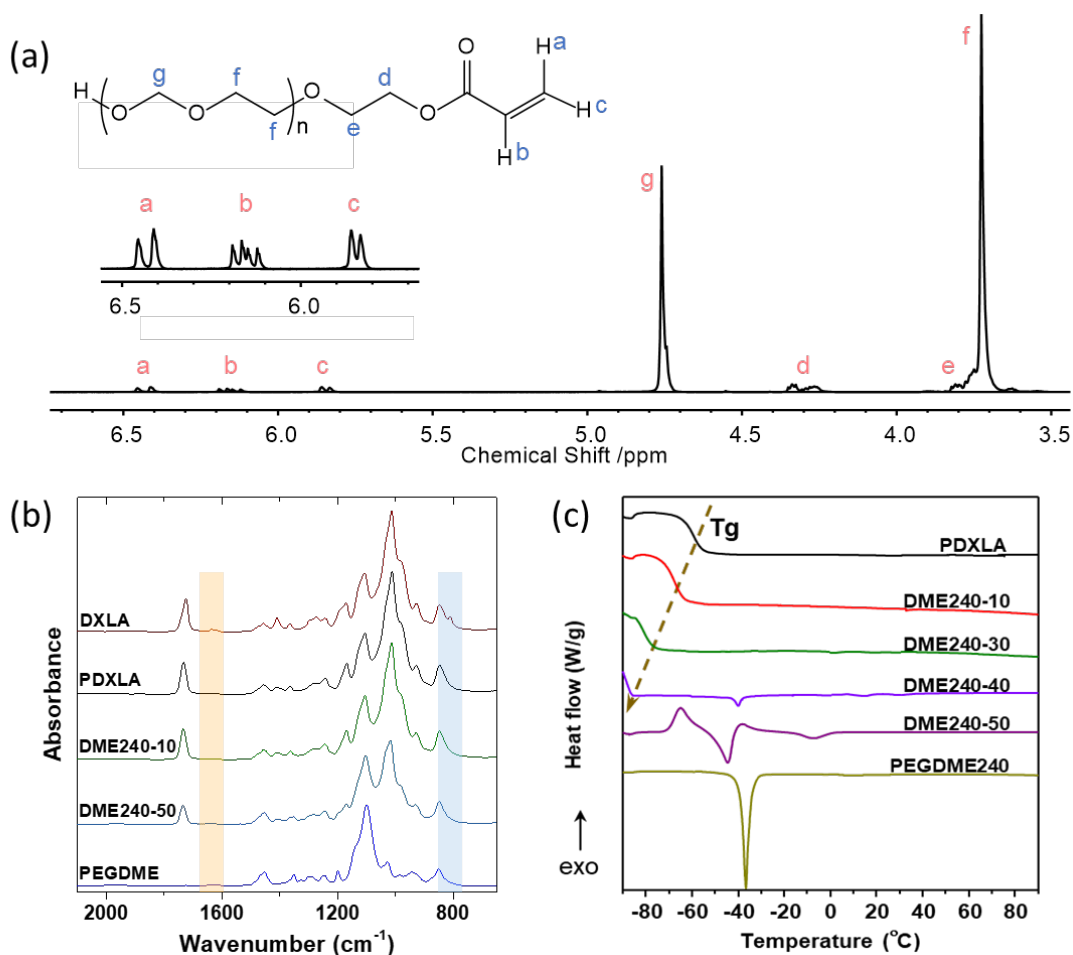 (a)
O
Ha
H
g
f
d
O
O
O
O
Hc
n
f
e
H
b
a
b
c
6.5
6.0
g
f
a
b
c
d
e
6.5
6.0
5.5
5.0
4.5
4.0
3.5
Chemical Shift /ppm
(b)
Absorbance
DXLA
PDXLA
DME240-10
DME240-50
PEGDME
2000
1600
1200
800
Wavenumber (cm⁻¹)
(c)
Heat flow (W/g)
exo
Tg
PDXLA
DME240-10
DME240-30
DME240-40
DME240-50
PEGDME240
-80
-60
-40
-20
0
20
40
60
80
Temperature (°C)